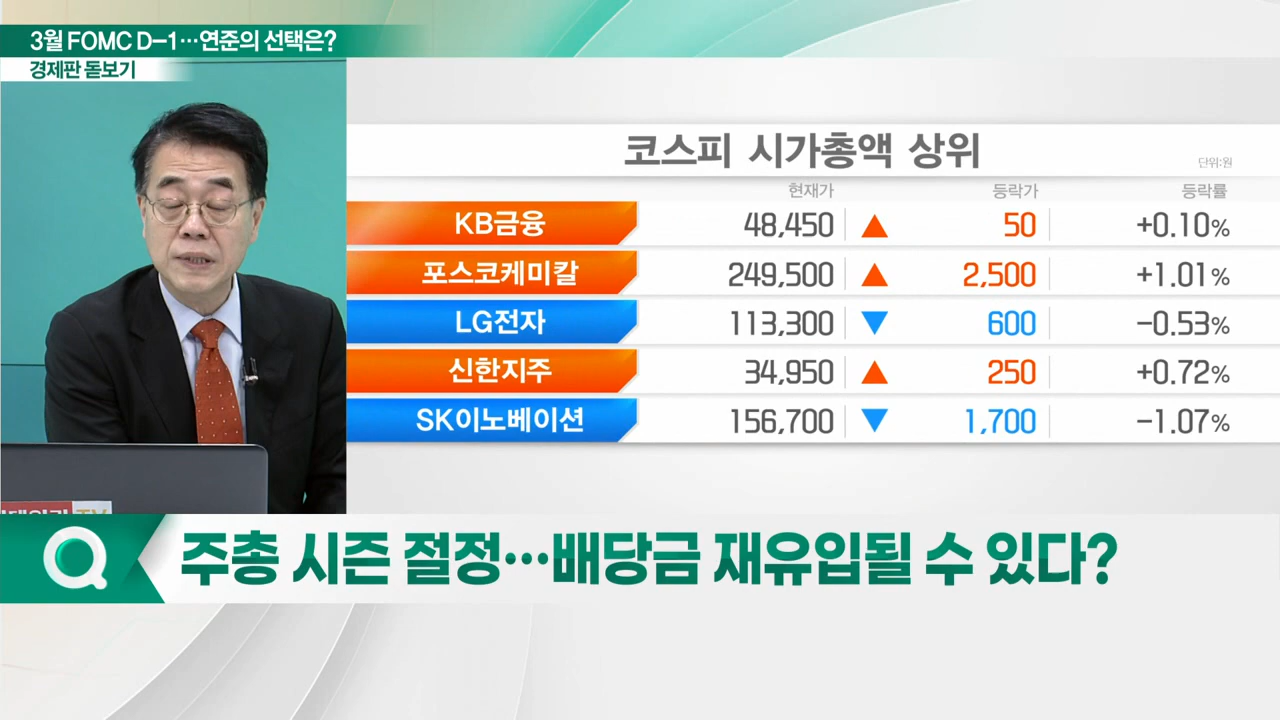 3월 FOMC D-1…연준의 선택은?
경제판 돋보기
코스피 시가총액 상위
단위:원
현재가 등락가 등락률
KB금융 48,450 ▲ 50 +0.10%
포스코케미칼 249,500 ▲ 2,500 +1.01%
LG전자 113,300 ▼ 600 -0.53%
신한지주 34,950 ▲ 250 +0.72%
SK이노베이션 156,700 ▼ 1,700 -1.07%
TV
Q 주총 시즌 절정…배당금 재유입될 수 있다?